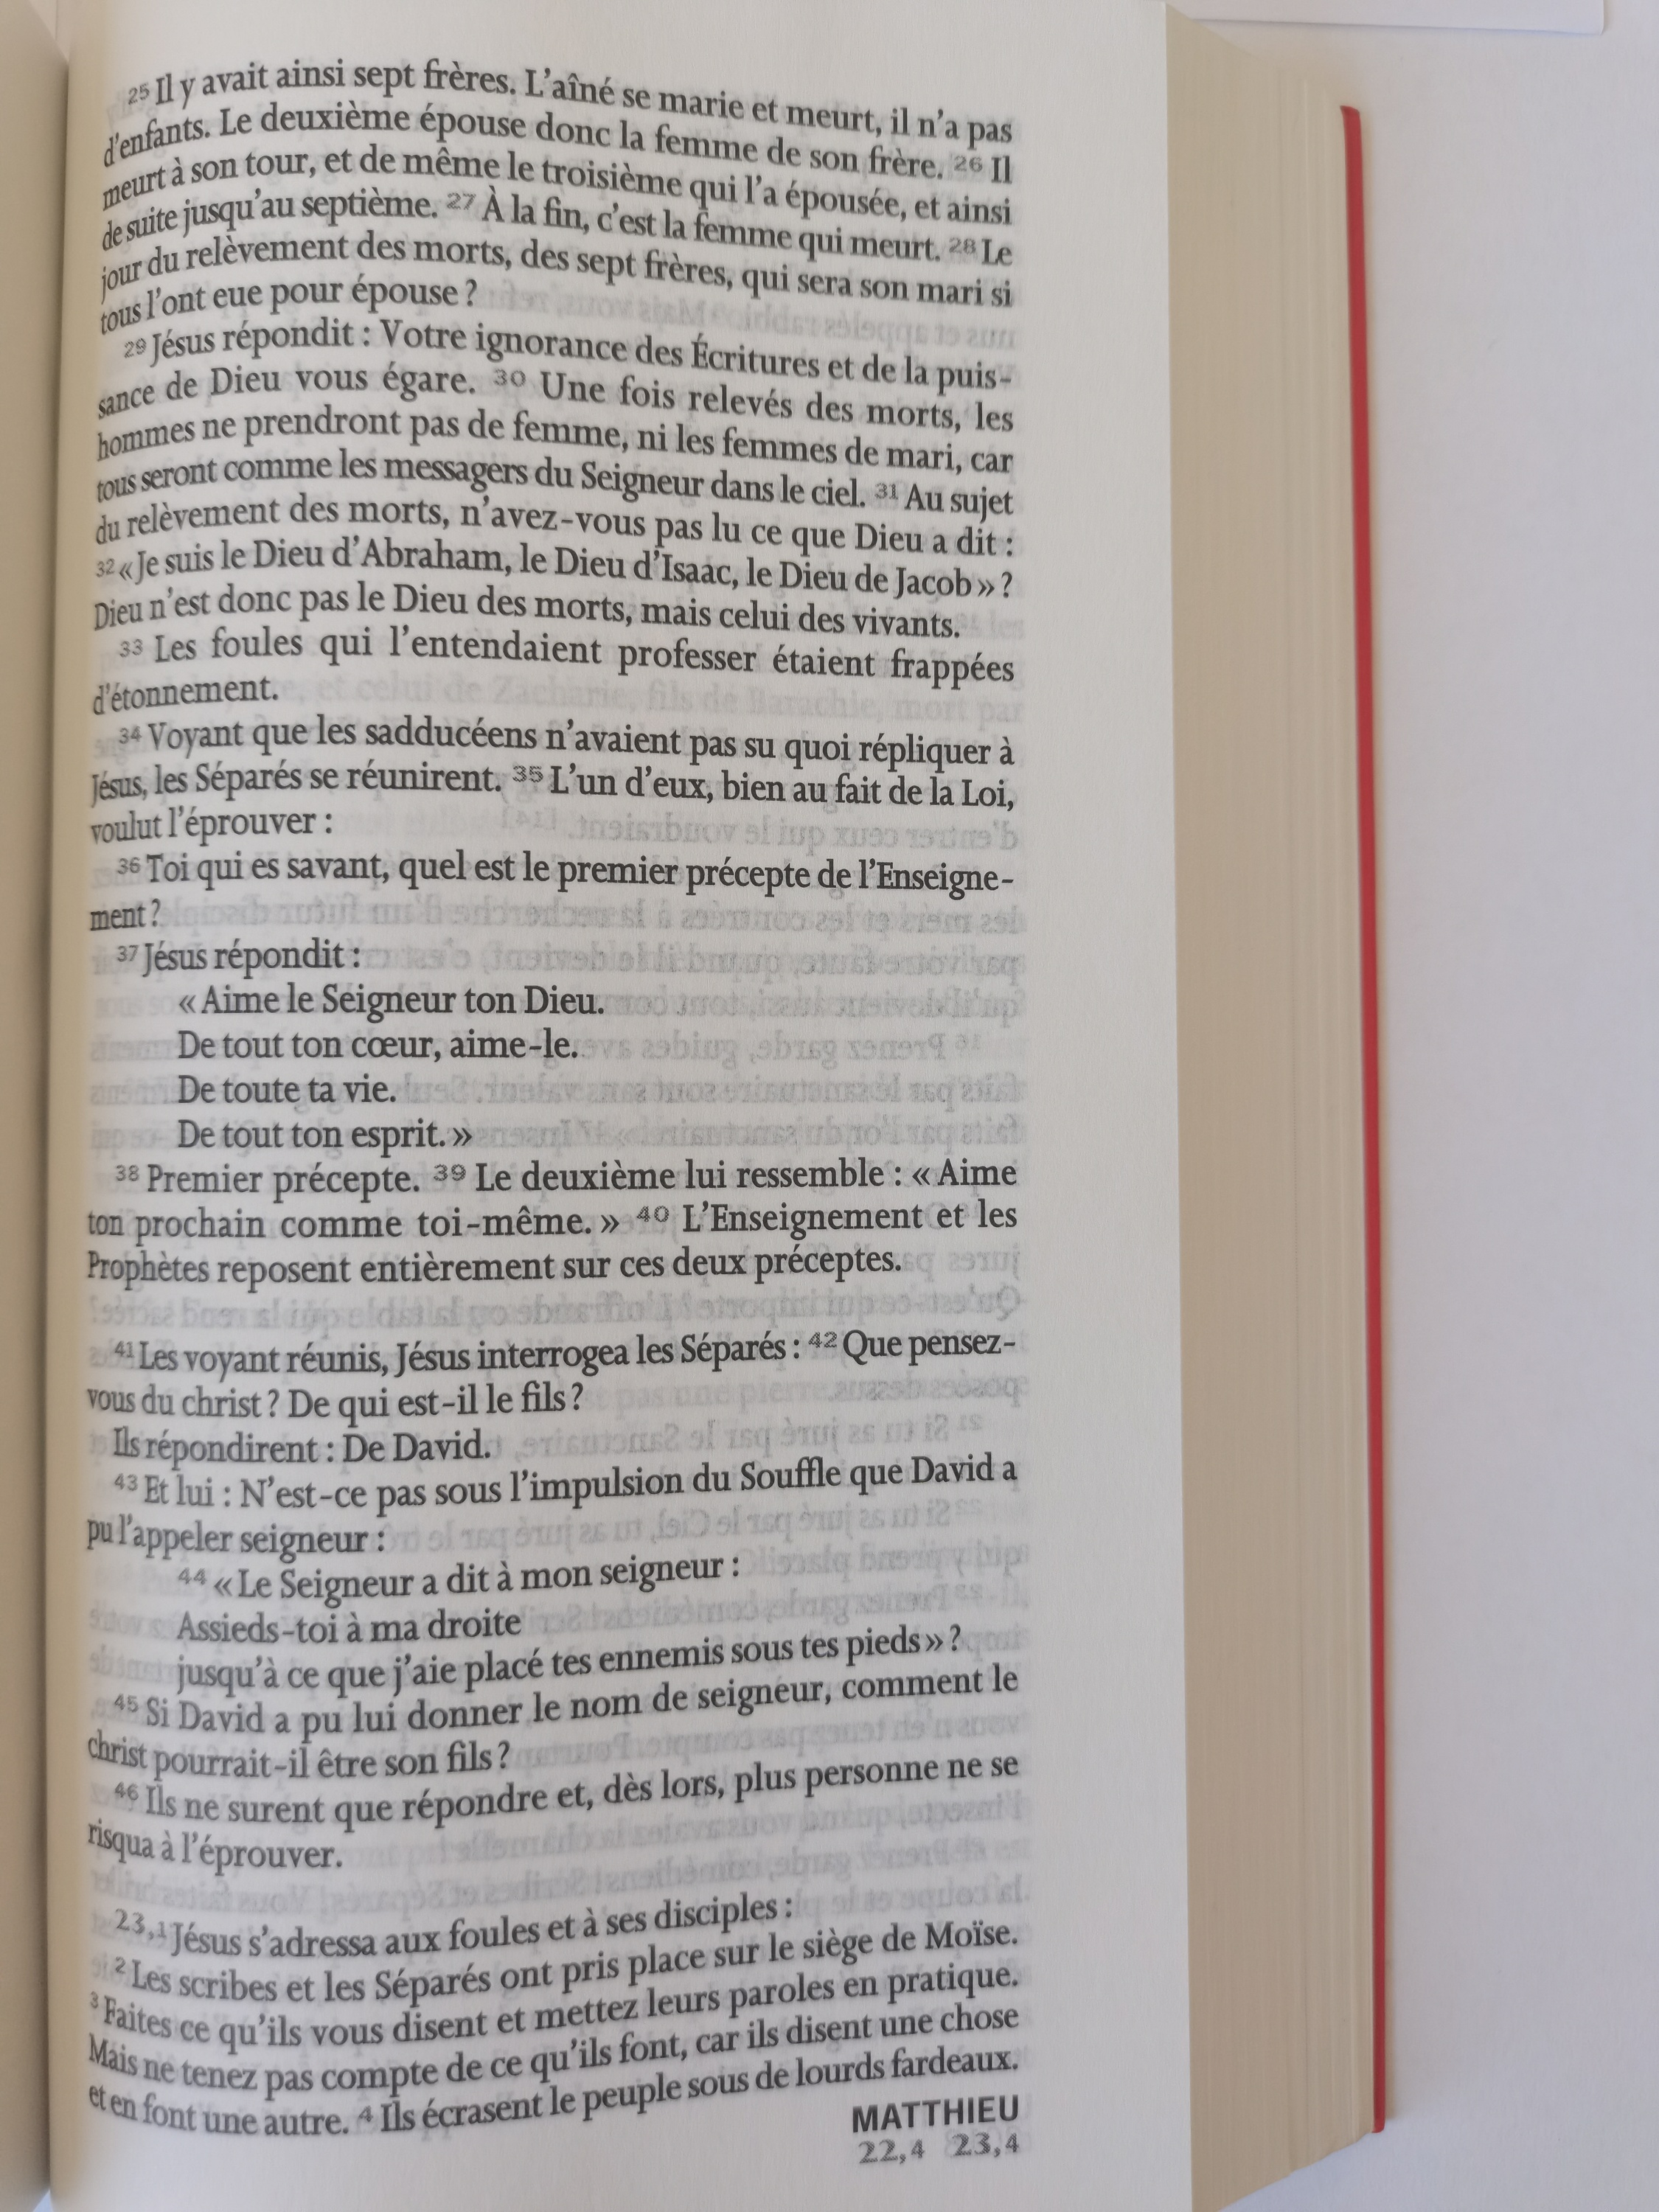 25 Il y avait ainsi sept frères. L’aîné se marie et meurt, il n’a pas
d’enfants. Le deuxième épouse donc la femme de son frère. 26 Il
meurt à son tour, et de même le troisième qui l’a épousée, et ainsi
de suite jusqu’au septième. 27 À la fin, c’est la femme qui meurt. 28 Le
jour du relèvement des morts, des sept frères, qui sera son mari si
tous l’ont eue pour épouse ?
29 Jésus répondit : Votre ignorance des Écritures et de la puis-
sance de Dieu vous égare. 30 Une fois relevés des morts, les
hommes ne prendront pas de femme, ni les femmes de mari, car
tous seront comme les messagers du Seigneur dans le ciel. 31 Au sujet
du relèvement des morts, n’avez-vous pas lu ce que Dieu a dit :
32 « Je suis le Dieu d’Abraham, le Dieu d’Isaac, le Dieu de Jacob » ?
Dieu n’est donc pas le Dieu des morts, mais celui des vivants.
33 Les foules qui l’entendaient professer étaient frappées
d’étonnement.
34 Voyant que les sadducéens n’avaient pas su quoi répliquer à
Jésus, les Séparés se réunirent. 35 L’un d’eux, bien au fait de la Loi,
voulut l’éprouver :
36 Toi qui es savant, quel est le premier précepte de l’Enseigne-
ment ?
37 Jésus répondit :
« Aime le Seigneur ton Dieu.
De tout ton cœur, aime-le.
De toute ta vie.
De tout ton esprit. »
38 Premier précepte. 39 Le deuxième lui ressemble : « Aime
ton prochain comme toi-même. » 40 L’Enseignement et les
Prophètes reposent entièrement sur ces deux préceptes.
41 Les voyant réunis, Jésus interrogea les Séparés : 42 Que pensez-
vous du christ ? De qui est-il le fils ?
Ils répondirent : De David.
43 Et lui : N’est-ce pas sous l’impulsion du Souffle que David a
pu l’appeler seigneur :
44 « Le Seigneur a dit à mon seigneur :
Assieds-toi à ma droite
jusqu’à ce que j’aie placé tes ennemis sous tes pieds » ?
45 Si David a pu lui donner le nom de seigneur, comment le
christ pourrait-il être son fils ?
46 Ils ne surent que répondre et, dès lors, plus personne ne se
risqua à l’éprouver.
23,1 Jésus s’adressa aux foules et à ses disciples :
2 Les scribes et les Séparés ont pris place sur le siège de Moïse.
3 Faites ce qu’ils vous disent et mettez leurs paroles en pratique.
Mais ne tenez pas compte de ce qu’ils font, car ils disent une chose
et en font une autre. 4 Ils écrasent le peuple sous de lourds fardeaux.
MATTHIEU
22,4 23,4